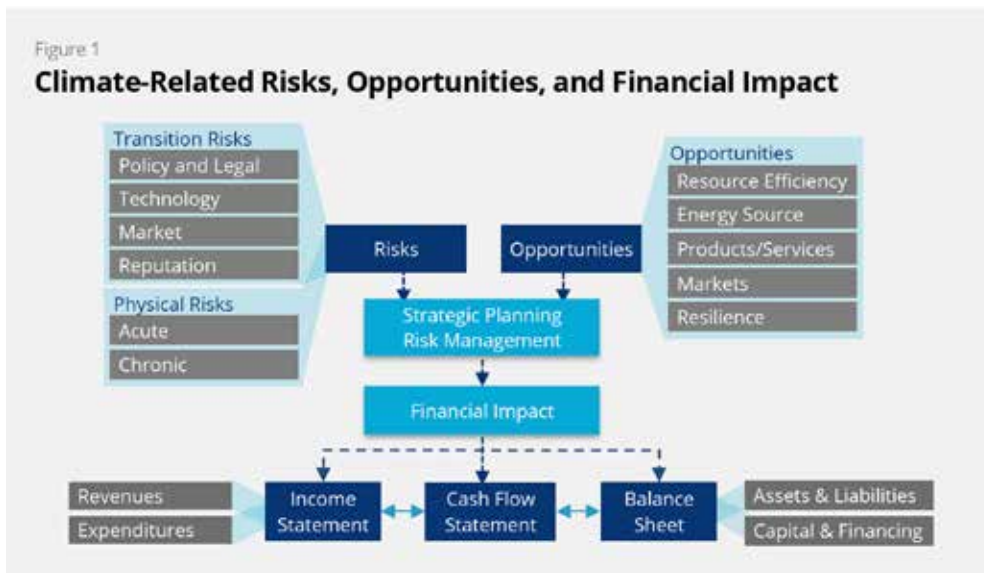 Figure 1
Climate-Related Risks, Opportunities, and Financial Impact
Transition Risks
Policy and Legal
Technology
Market
Reputation
Physical Risks
Acute
Chronic
Risks
Opportunities
Opportunities
Resource Efficiency
Energy Source
Products/Services
Markets
Resilience
Strategic Planning
Risk Management
Financial Impact
Revenues
Expenditures
Income
Statement
Cash Flow
Statement
Balance
Sheet
Assets & Liabilities
Capital & Financing